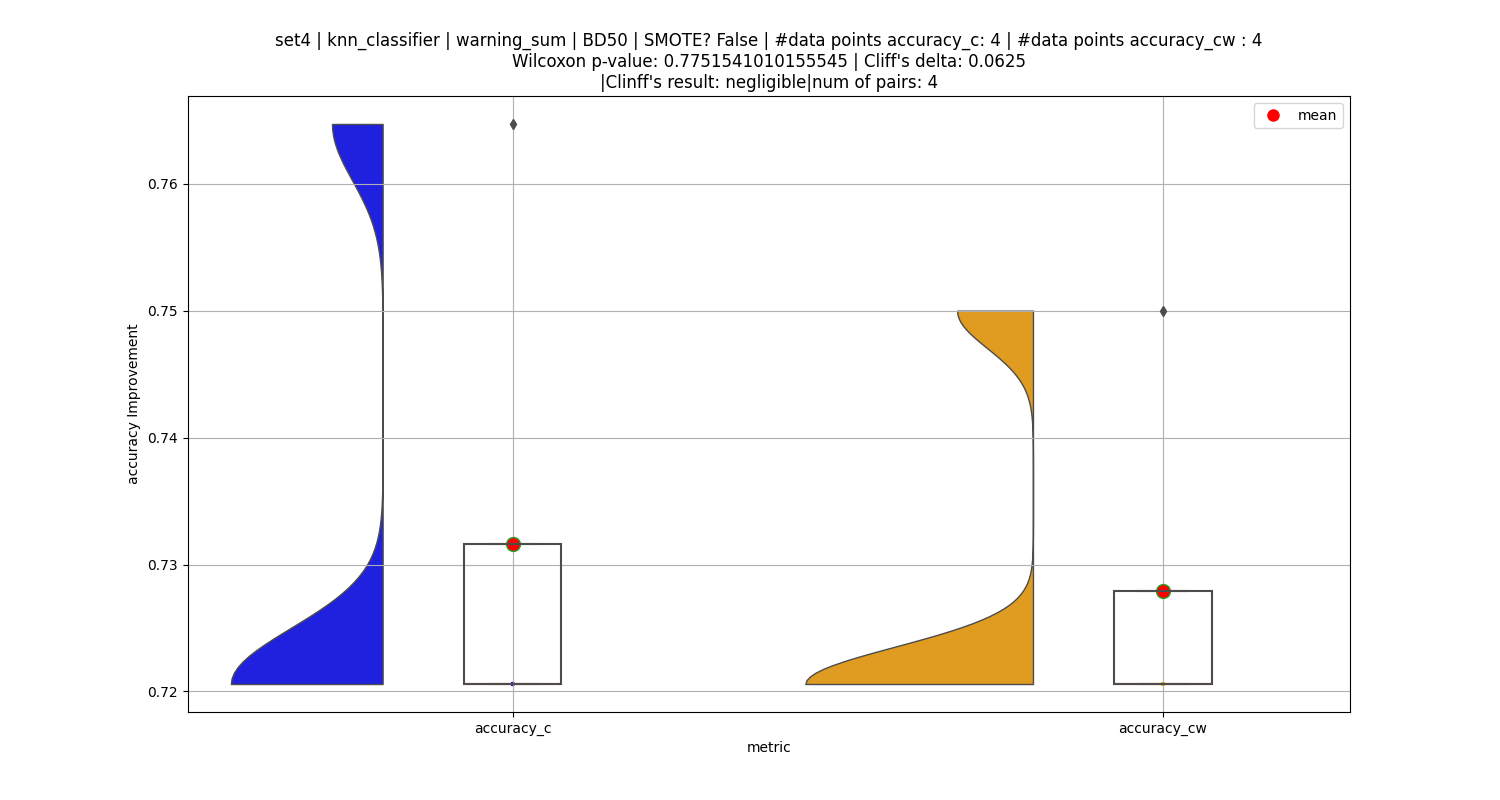 set4 | knn_classifier | warning_sum | BD50 | SMOTE? False | #data points accuracy_c: 4 | #data points accuracy_cw : 4
Wilcoxon p-value: 0.7751541010155545 | Cliff's delta: 0.0625
|Clinff's result: negligible|num of pairs: 4
mean
0.76
0.75
0.74
0.73
0.72
accuracy Improvement
accuracy_c
accuracy_cw
metric